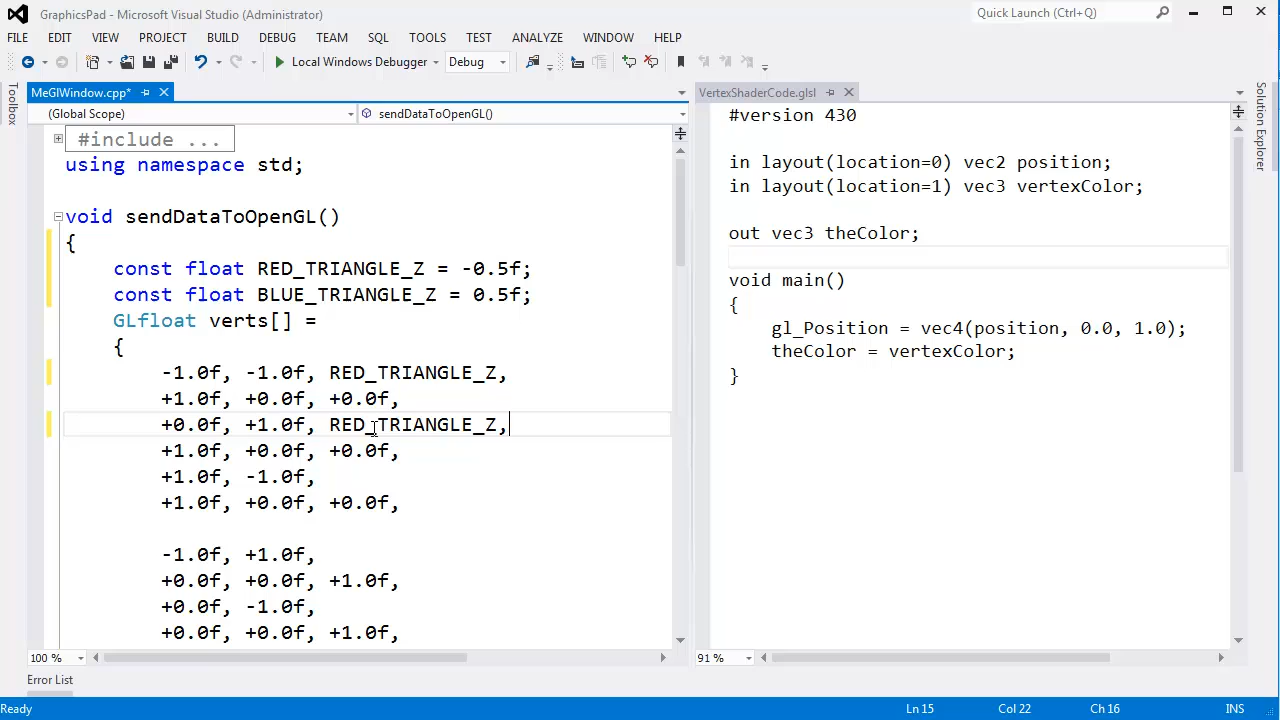 GraphicsPad - Microsoft Visual Studio (Administrator)
Quick Launch (Ctrl+Q)
FILE EDIT VIEW PROJECT BUILD DEBUG TEAM SQL TOOLS TEST ANALYZE WINDOW HELP
Local Windows Debugger
Debug
Toolbox
MeGlWindow.cpp*
(Global Scope)
sendDataToOpenGL()
#include ...
using namespace std;
void sendDataToOpenGL()
{
const float RED_TRIANGLE_Z = -0.5f;
const float BLUE_TRIANGLE_Z = 0.5f;
GLfloat verts[] =
{
-1.0f, -1.0f, RED_TRIANGLE_Z,
+1.0f, +0.0f, +0.0f,
+0.0f, +1.0f, RED_TRIANGLE_Z,
+1.0f, +0.0f, +0.0f,
+1.0f, -1.0f,
+1.0f, +0.0f, +0.0f,
-1.0f, +1.0f,
+0.0f, +0.0f, +1.0f,
+0.0f, -1.0f,
+0.0f, +0.0f, +1.0f,
100 %
VertexShaderCode.glsl
#version 430
in layout(location=0) vec2 position;
in layout(location=1) vec3 vertexColor;
out vec3 theColor;
void main()
{
gl_Position = vec4(position, 0.0, 1.0);
theColor = vertexColor;
}
91 %
Solution Explorer
Error List
Ready
Ln 15
Col 22
Ch 16
INS